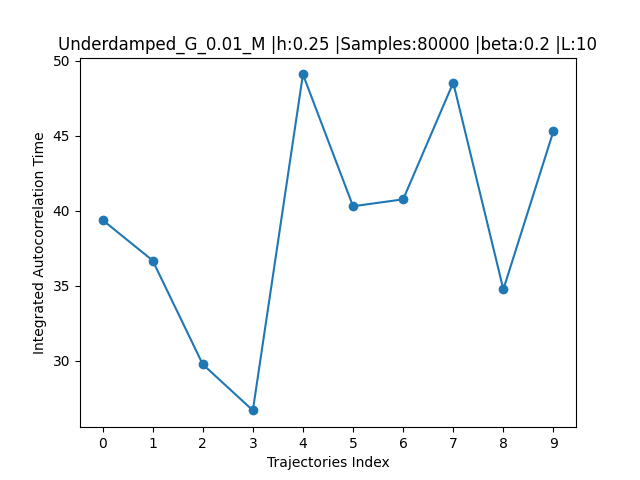 Underdamped_G_0.01_M |h:0.25 |Samples:80000 |beta:0.2 |L:10
50
45
40
35
30
Integrated Autocorrelation Time
0 1 2 3 4 5 6 7 8 9
Trajectories Index